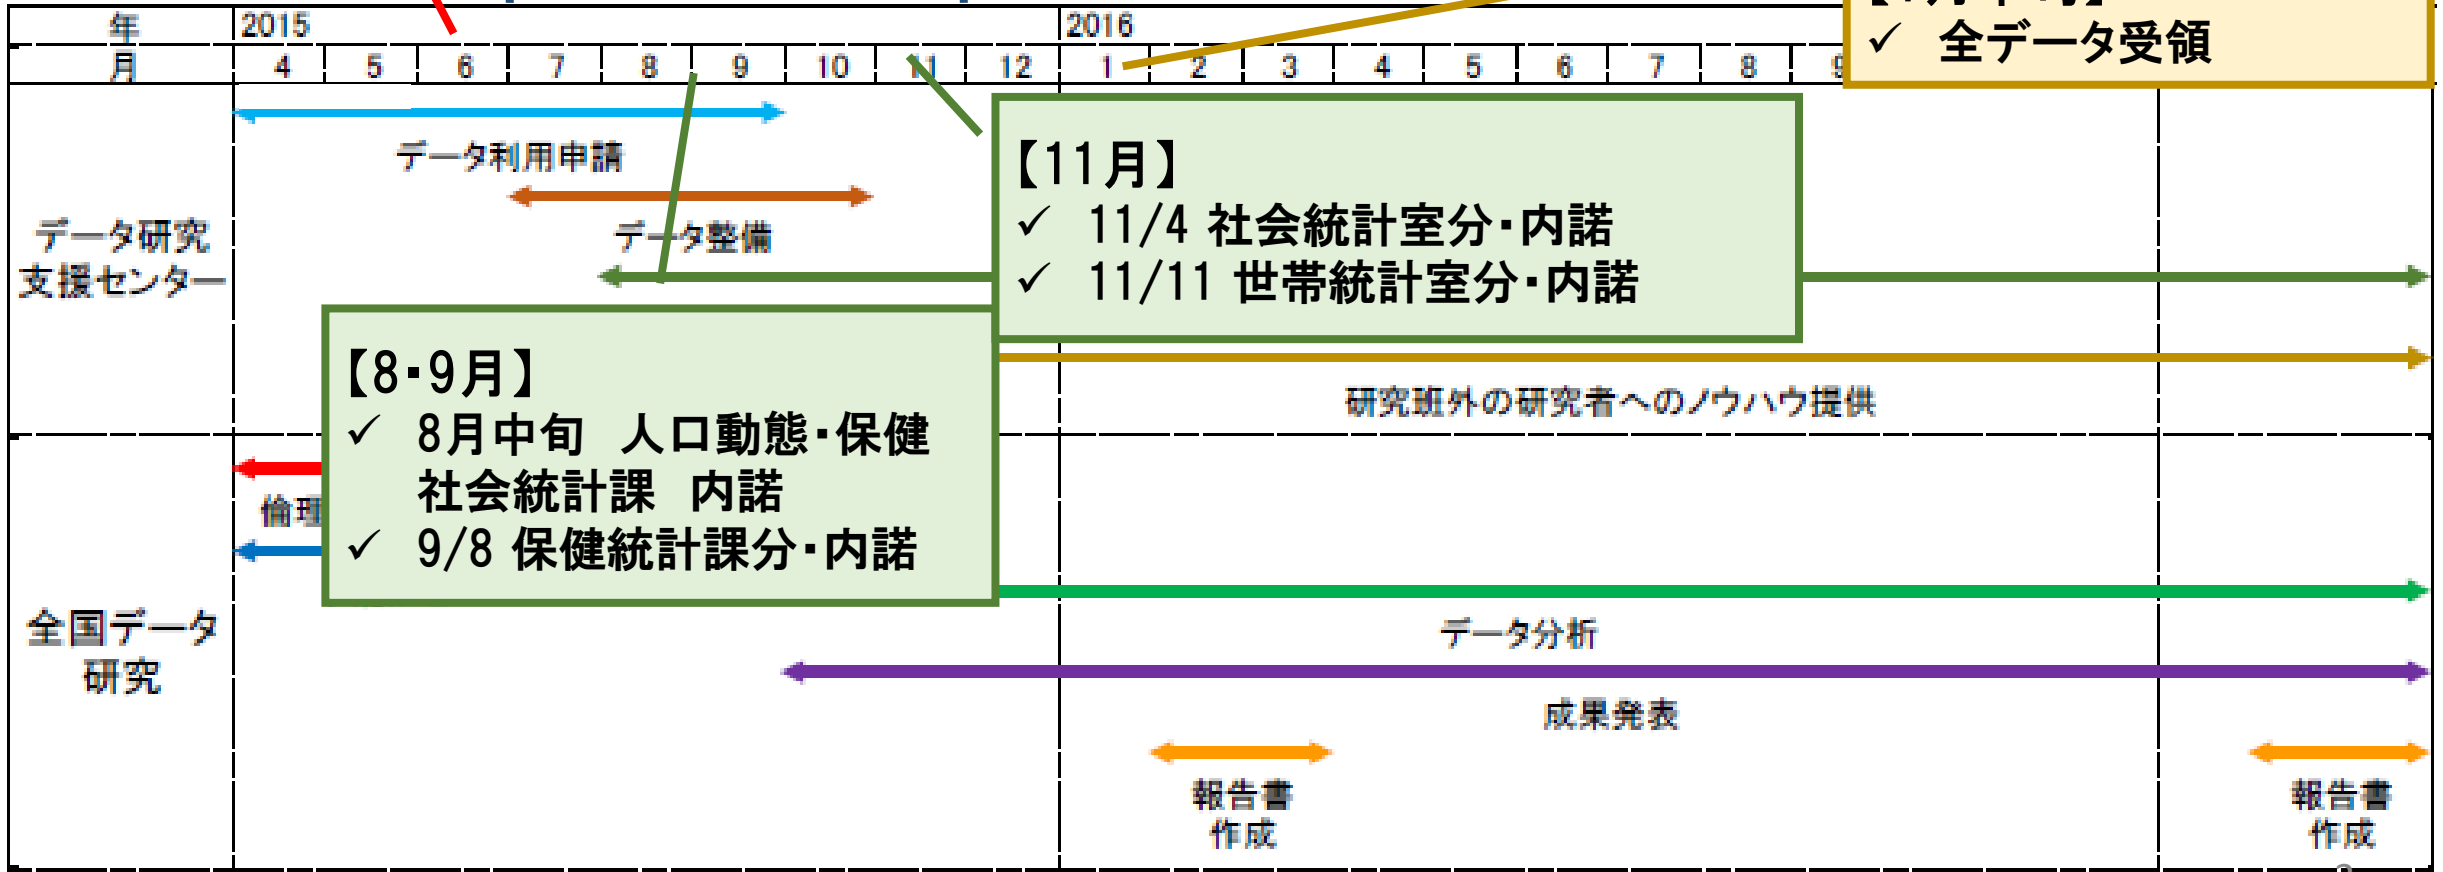 年 2015 2016
月 4 5 6 7 8 9 10 11 12 1 2 3 4 5 6 7 8
✓ 全データ受領
データ利用申請
データ整備
データ研究
支援センター
【11月】
✓ 11/4 社会統計室分・内諾
✓ 11/11 世帯統計室分・内諾
【8・9月】
✓ 8月中旬 人口動態・保健
社会統計課 内諾
✓ 9/8 保健統計課分・内諾
研究班外の研究者へのノウハウ提供
倫理
全国データ
研究
データ分析
成果発表
報告書
作成
報告書
作成